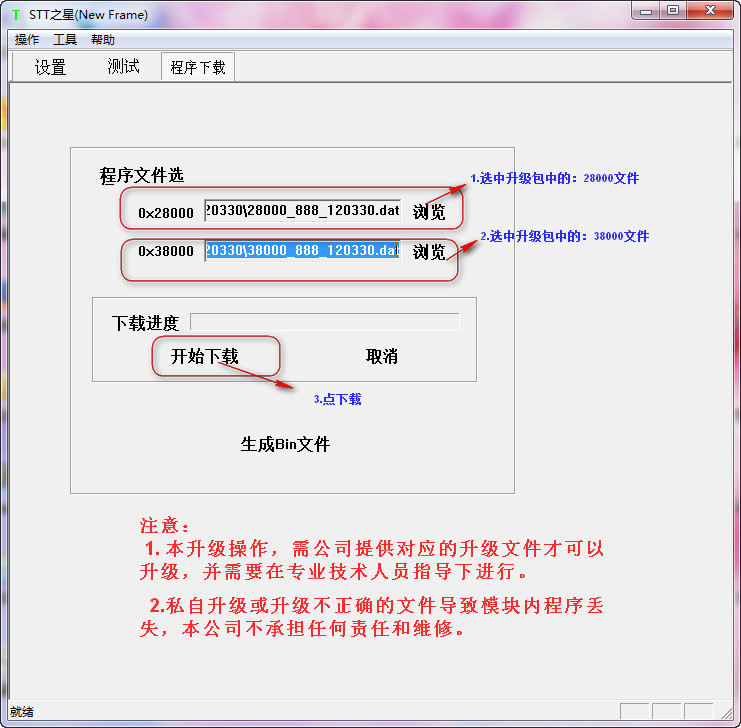 STT之星(New Frame)
操作 工具 帮助
设置 测试 程序下载
程序文件选
1.选中升级包中的：28000文件
0x28000 20330\28000_888_120330.dat 浏览
2.选中升级包中的：38000文件
0x38000 20330\38000_888_120330.dat 浏览
下载进度
开始下载 取消
3.点下载
生成Bin文件
注意：
1. 本升级操作，需公司提供对应的升级文件才可以
升级，并需要在专业技术人员指导下进行。
2.私自升级或升级不正确的文件导致模块内程序丢
失，本公司不承担任何责任和维修。
就绪